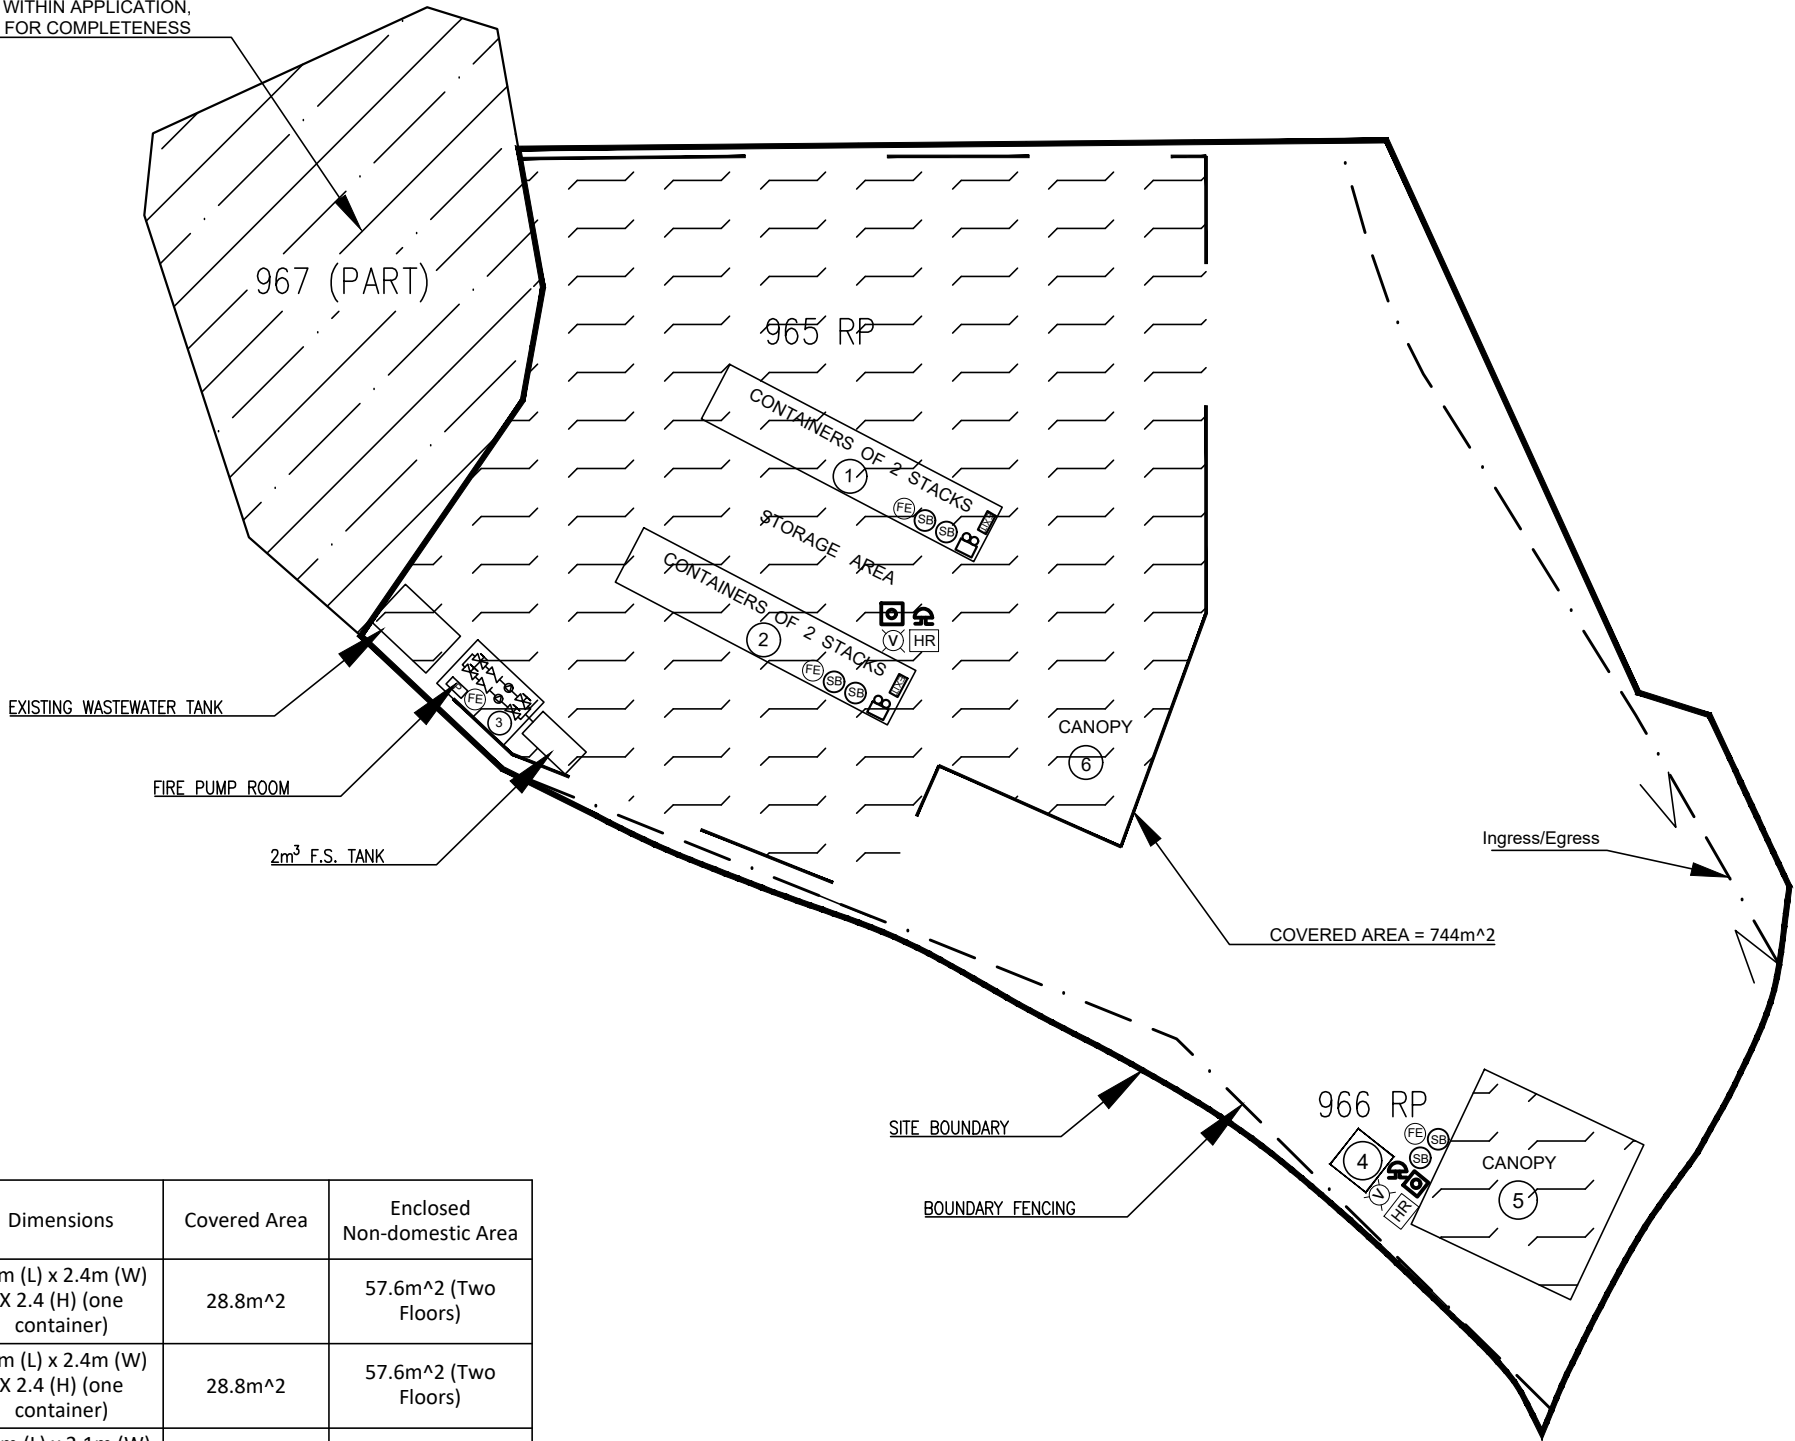 WITHIN APPLICATION,
FOR COMPLETENESS
967 (PART)
965 RP
CONTAINERS OF 2 STACKS
1
FE
SB
SB
STORAGE AREA
CONTAINERS OF 2 STACKS
2
FE
SB
SB
V
HR
EXISTING WASTEWATER TANK
FE
3
FIRE PUMP ROOM
2m³ F.S. TANK
CANOPY
6
Ingress/Egress
COVERED AREA = 744m^2
SITE BOUNDARY
BOUNDARY FENCING
966 RP
FE
SB
SB
4
V
HR
CANOPY
5
Dimensions
Covered Area
Enclosed
Non-domestic Area
m (L) x 2.4m (W)
X 2.4 (H) (one
container)
28.8m^2
57.6m^2 (Two
Floors)
m (L) x 2.4m (W)
X 2.4 (H) (one
container)
28.8m^2
57.6m^2 (Two
Floors)